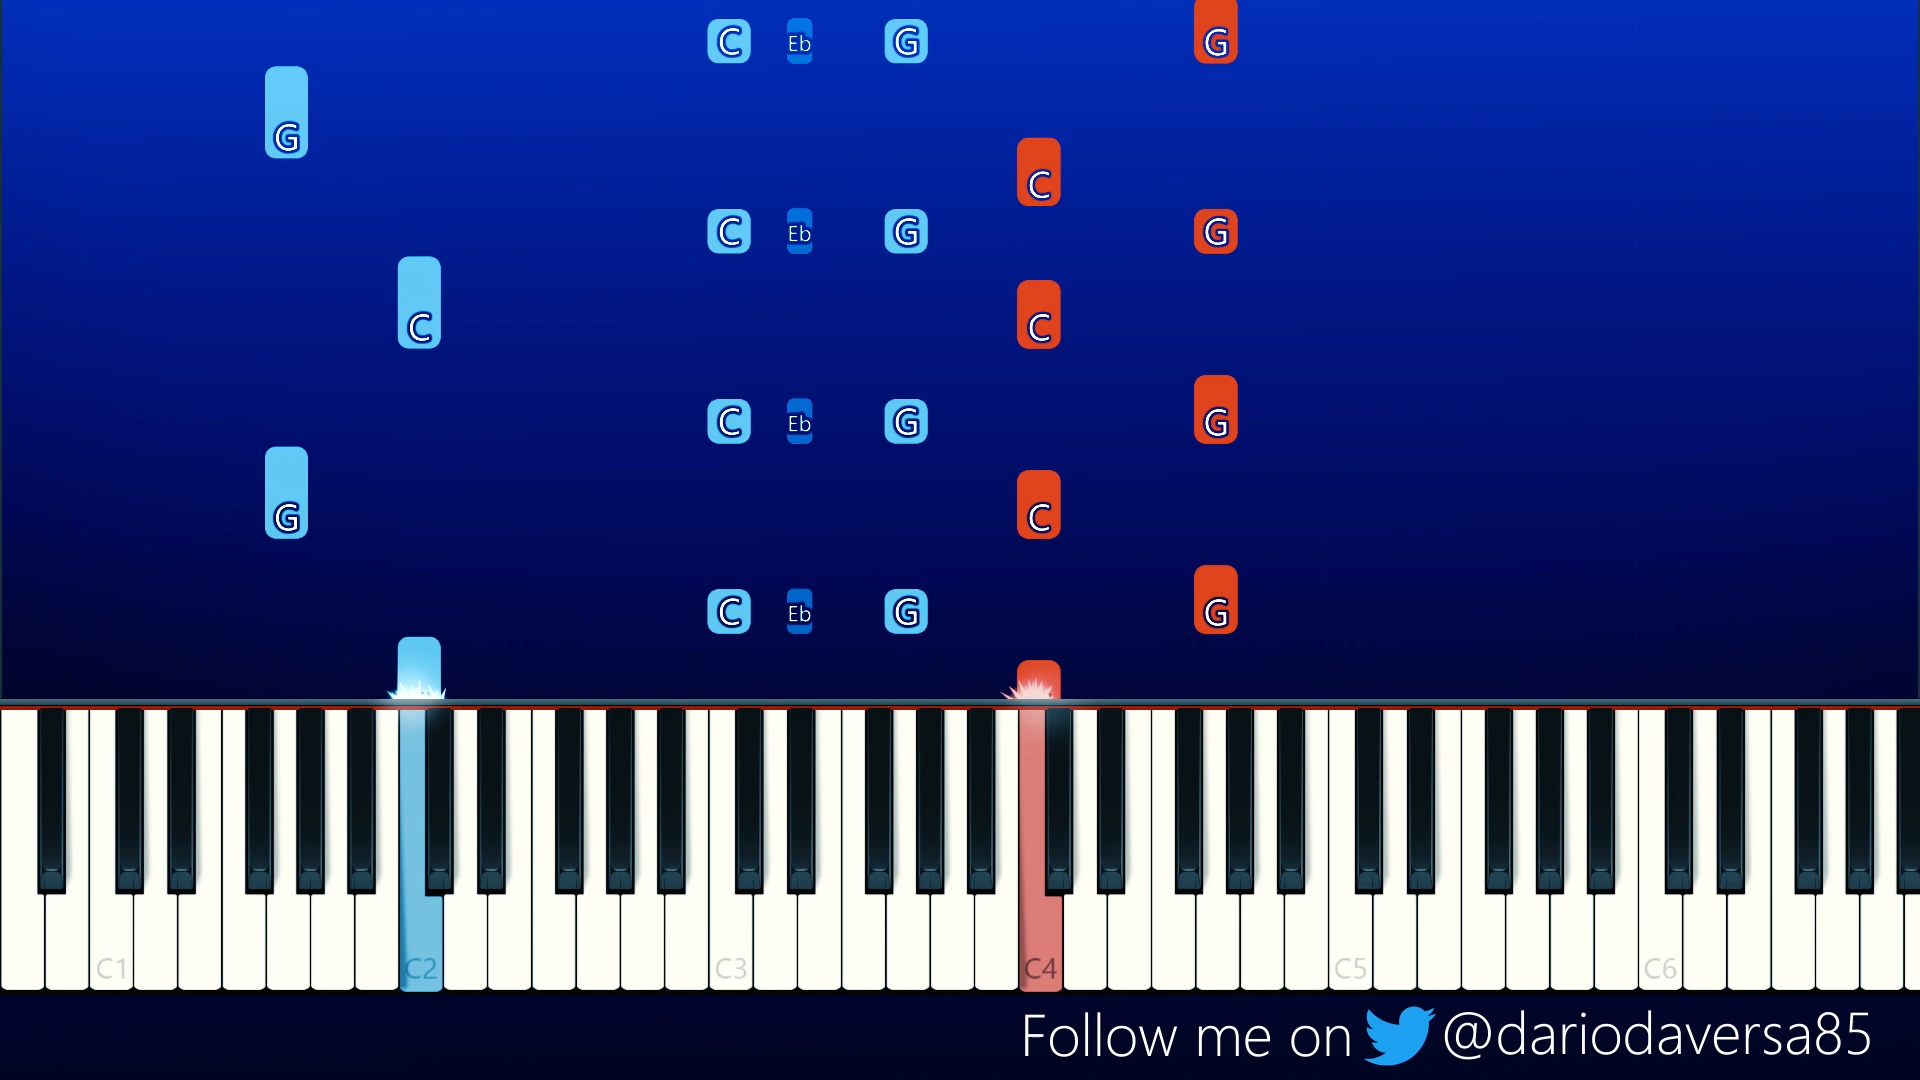 C Eb G G
G
C
C Eb G G
C C
C Eb G G
G C
C Eb G G
C1 C2 C3 C4 C5 C6
Follow me on @dariodaversa85